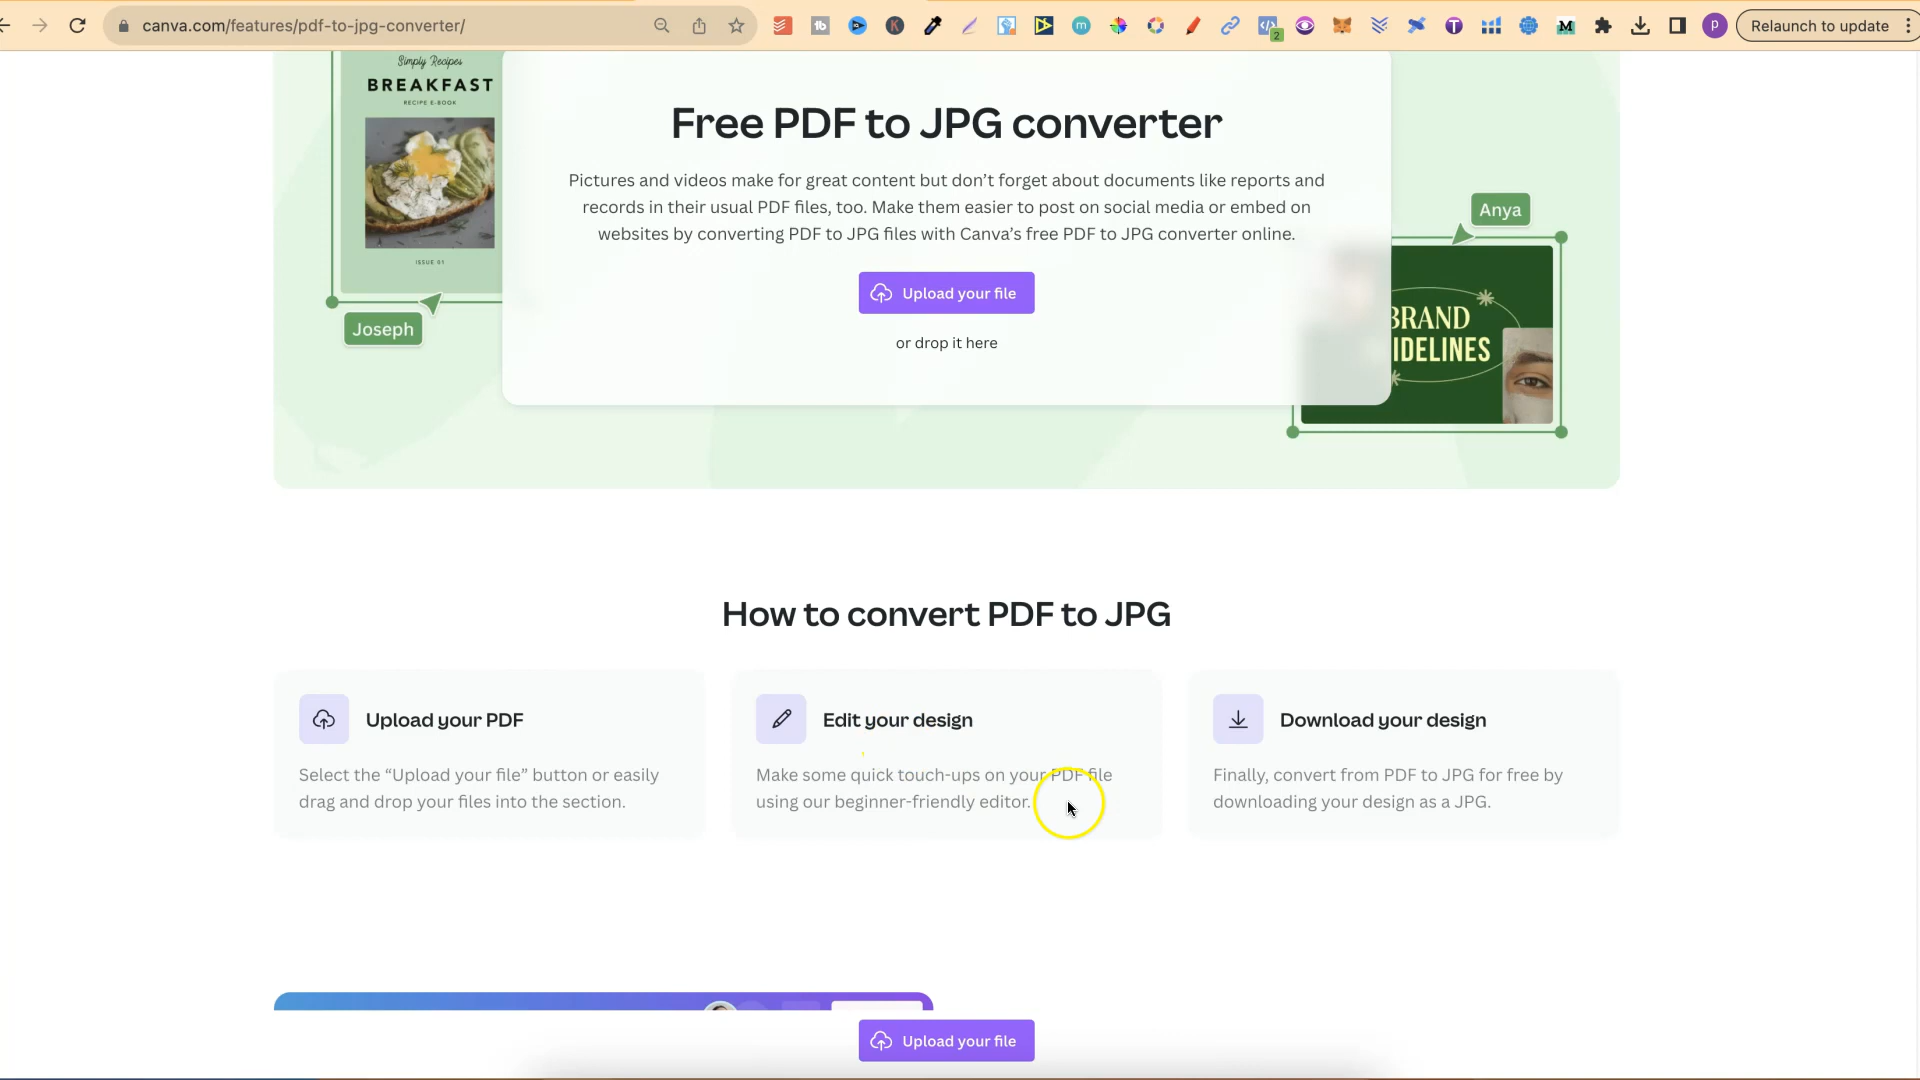 canva.com/features/pdf-to-jpg-converter/
tb
K
m
2
T
M
P
Relaunch to update
Simply Recipes
BREAKFAST
RECIPE E-BOOK
ISSUE 01
Joseph
Free PDF to JPG converter
Pictures and videos make for great content but don’t forget about documents like reports and
records in their usual PDF files, too. Make them easier to post on social media or embed on
websites by converting PDF to JPG files with Canva’s free PDF to JPG converter online.
Upload your file
or drop it here
Anya
BRAND
IDELINES
How to convert PDF to JPG
Upload your PDF
Select the “Upload your file” button or easily
drag and drop your files into the section.
Edit your design
Make some quick touch-ups on your PDF file
using our beginner-friendly editor.
Download your design
Finally, convert from PDF to JPG for free by
downloading your design as a JPG.
Upload your file